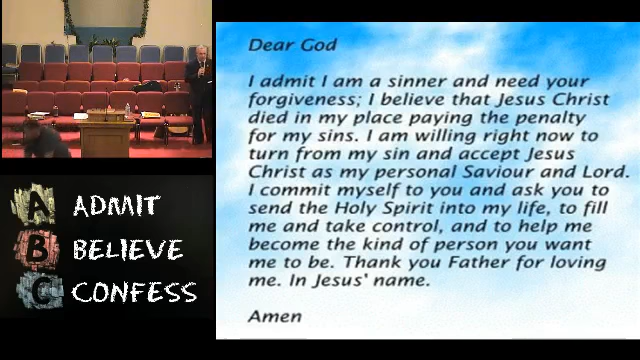 A ADMIT
B BELIEVE
C CONFESS
Dear God
I admit I am a sinner and need your
forgiveness; I believe that Jesus Christ
died in my place paying the penalty
for my sins. I am willing right now to
turn from my sin and accept Jesus
Christ as my personal Saviour and Lord.
I commit myself to you and ask you to
send the Holy Spirit into my life, to fill
me and take control, and to help me
become the kind of person you want
me to be. Thank you Father for loving
me. In Jesus' name.
Amen